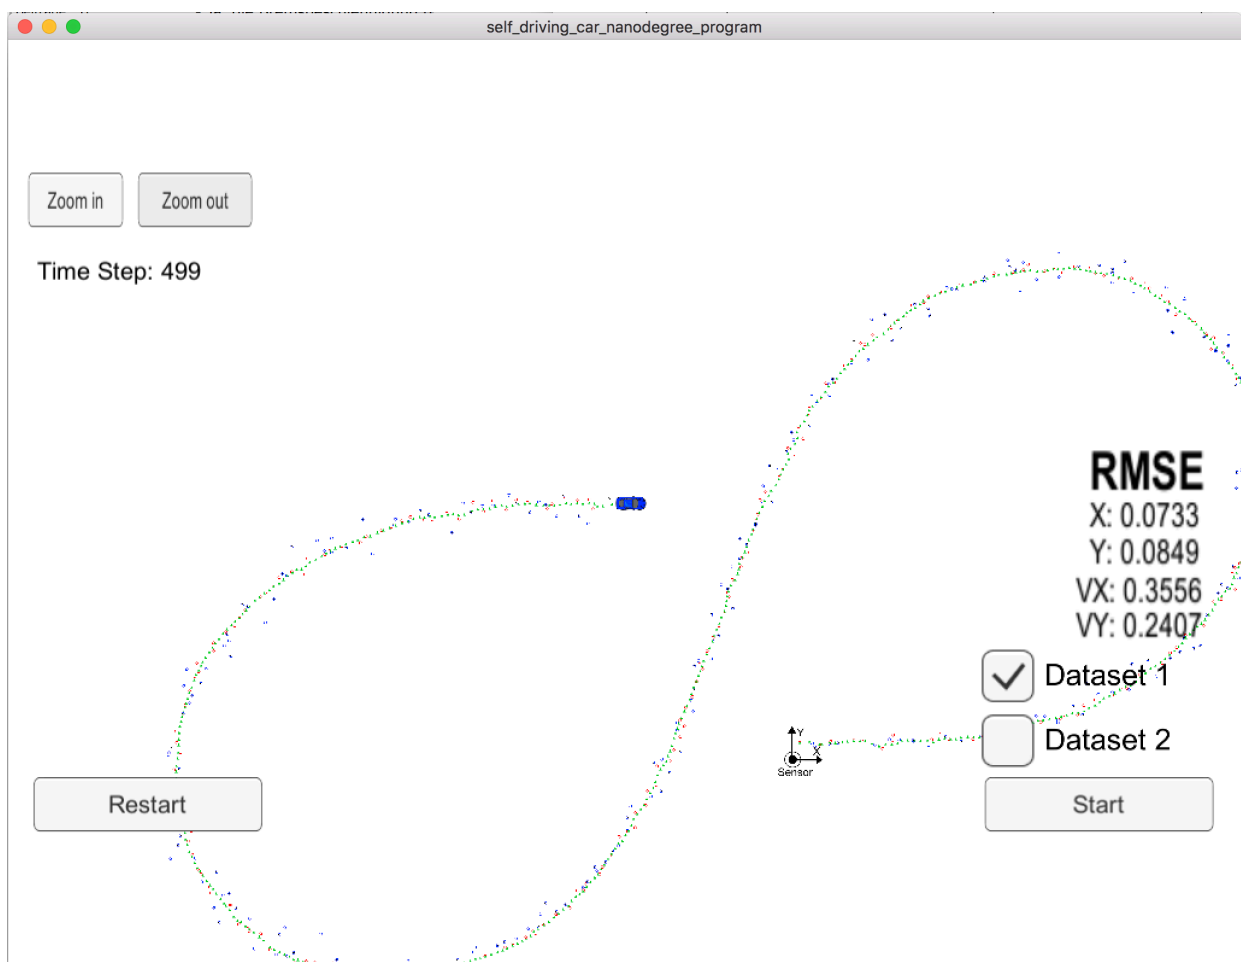 self_driving_car_nanodegree_program
Zoom in
Zoom out
Time Step: 499
RMSE
X: 0.0733
Y: 0.0849
VX: 0.3556
VY: 0.2407
Dataset 1
Dataset 2
Y
X
Sensor
Restart
Start